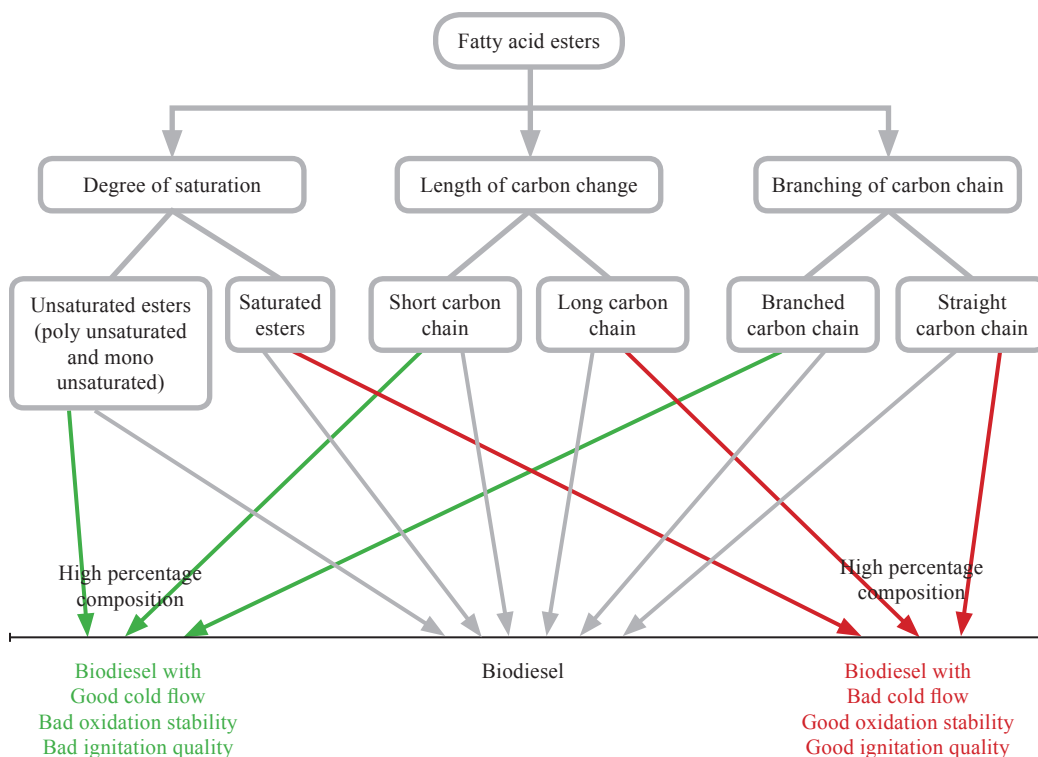 Fatty acid esters
Degree of saturation
Length of carbon change
Branching of carbon chain
Unsaturated esters
(poly unsaturated
and mono
unsaturated)
Saturated
esters
Short carbon
chain
Long carbon
chain
Branched
carbon chain
Straight
carbon chain
High percentage
composition
High percentage
composition
Biodiesel with
Good cold flow
Bad oxidation stability
Bad ignitation quality
Biodiesel
Biodiesel with
Bad cold flow
Good oxidation stability
Good ignitation quality